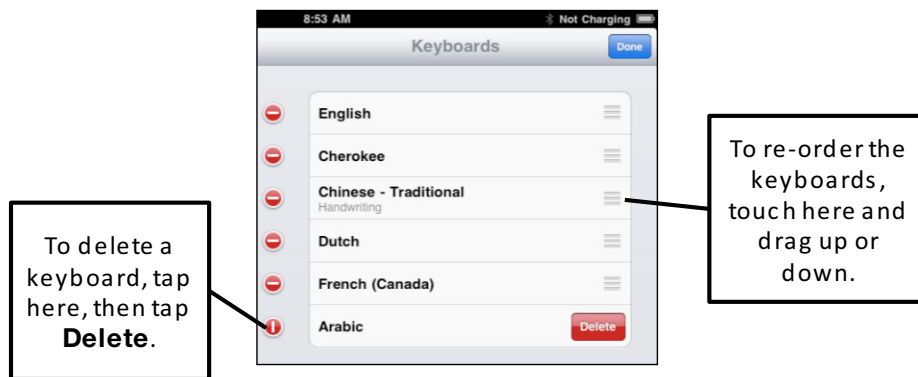 8:53 AM Not Charging
Keyboards Done
English
Cherokee
Chinese - Traditional
Handwriting
Dutch
French (Canada)
Arabic Delete
To delete a
keyboard, tap
here, then tap
Delete.
To re-order the
keyboards,
touch here and
drag up or
down.